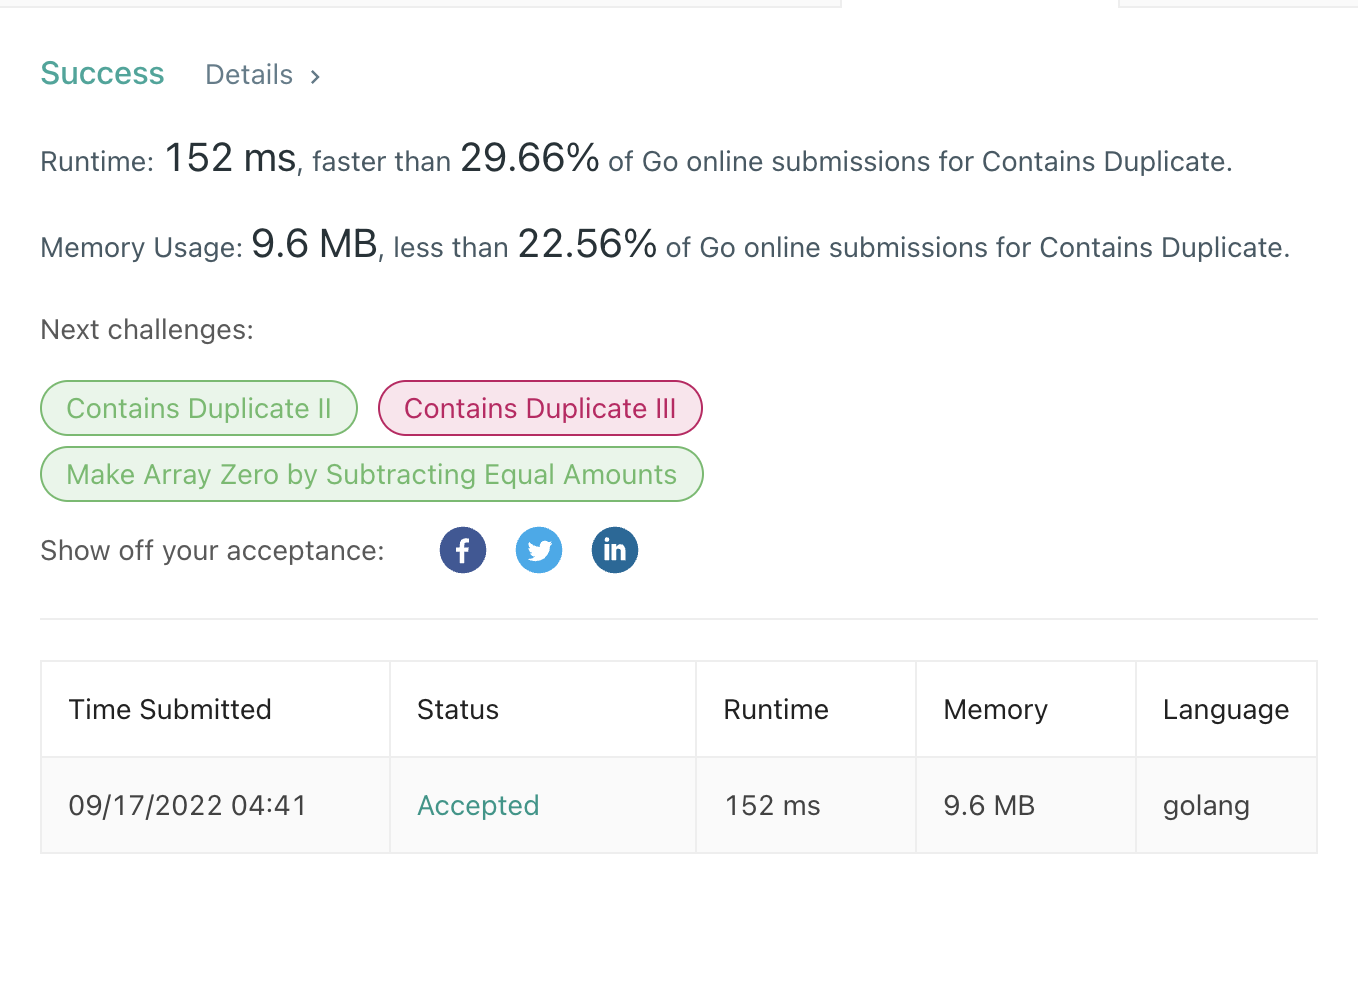 Success Details >
Runtime: 152 ms, faster than 29.66% of Go online submissions for Contains Duplicate.
Memory Usage: 9.6 MB, less than 22.56% of Go online submissions for Contains Duplicate.
Next challenges:
Contains Duplicate II Contains Duplicate III
Make Array Zero by Subtracting Equal Amounts
Show off your acceptance: f in
Time Submitted Status Runtime Memory Language
09/17/2022 04:41 Accepted 152 ms 9.6 MB golang